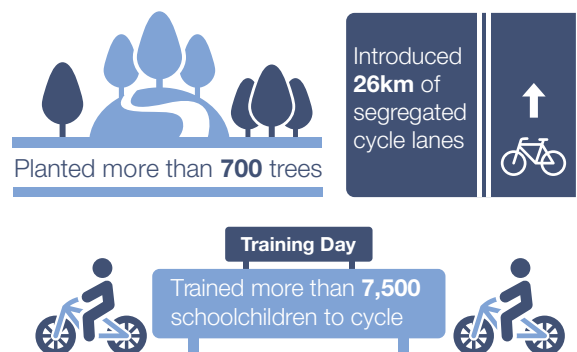 Planted more than 700 trees
Introduced
26km of
segregated
cycle lanes
Training Day
Trained more than 7,500
schoolchildren to cycle